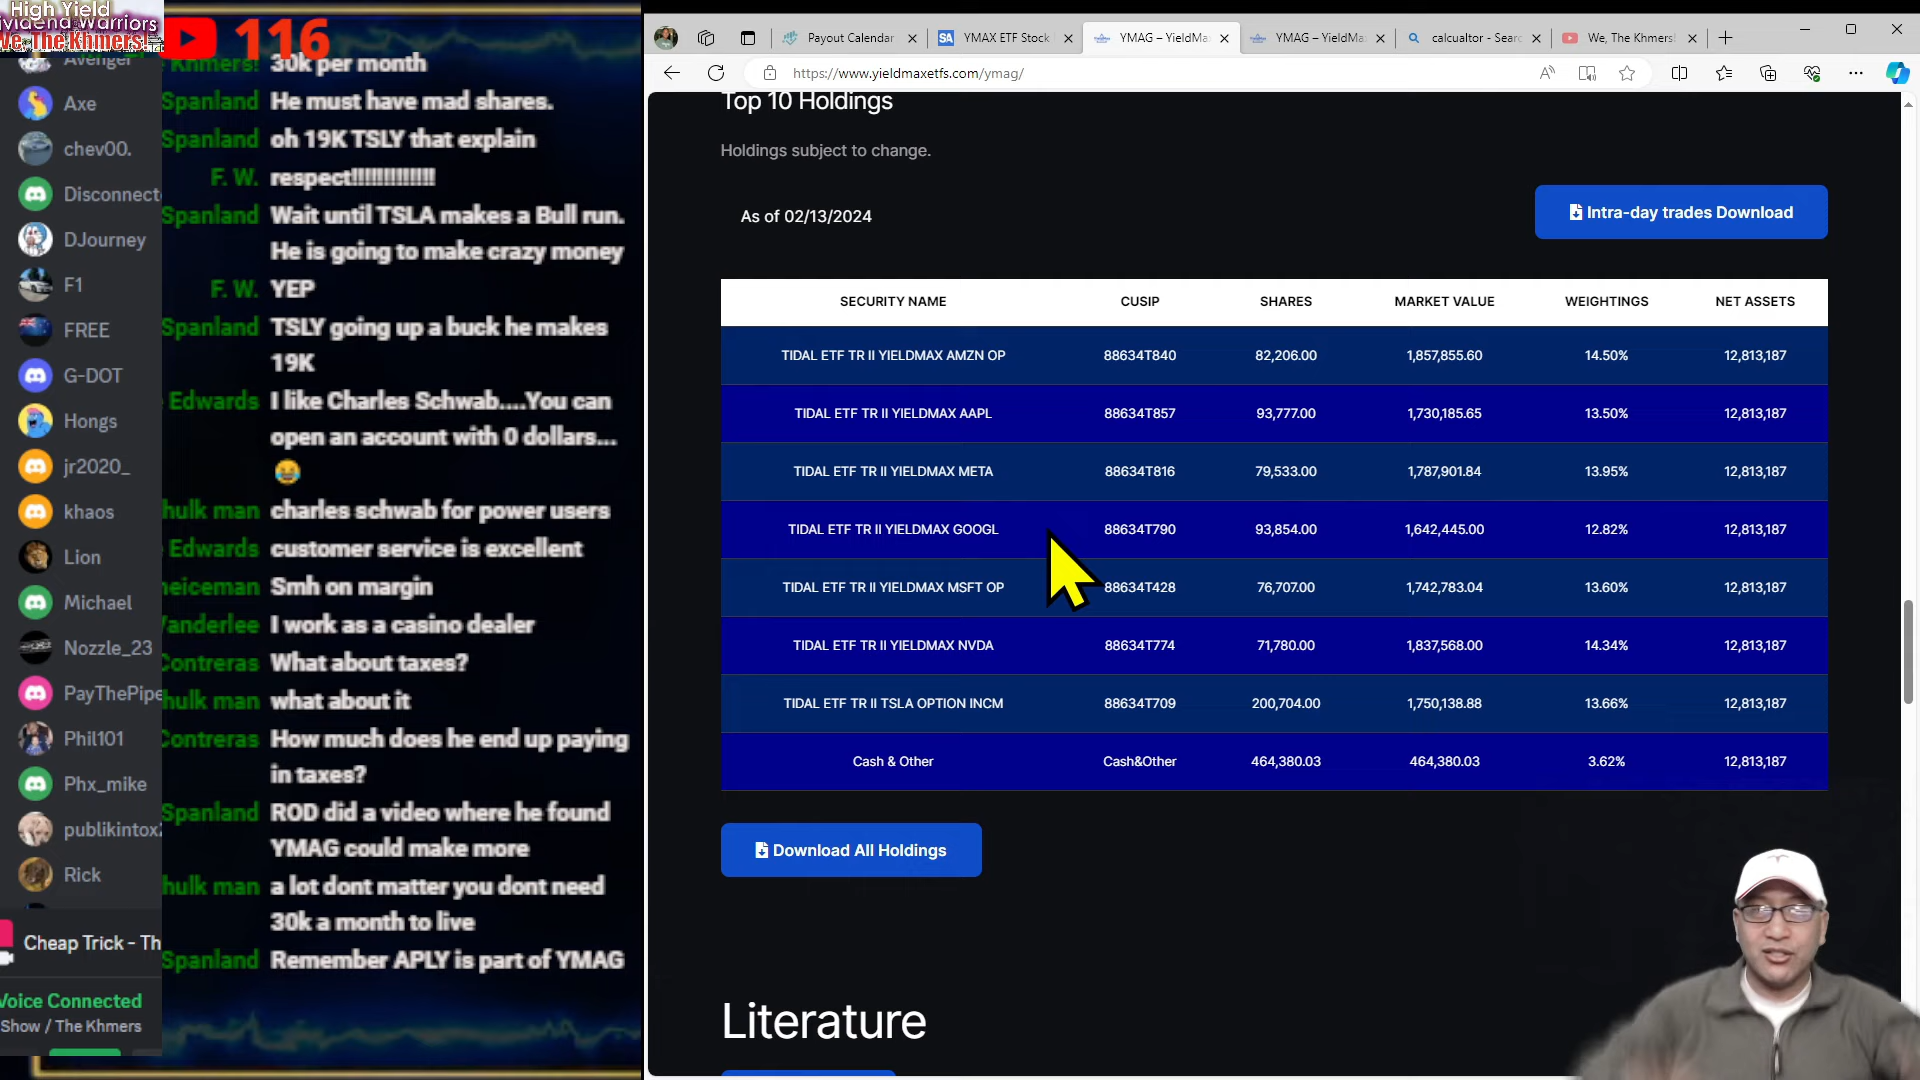 High Yield
Dividend Warriors
We, The Khmers!
116
Avenger
Axe
chev00.
Disconnect
DJourney
F1
FREE
G-DOT
Hongs
jr2020_
khaos
Lion
Michael
Nozzle_23
PayThePipe
Phil101
Phx_mike
publikintox
Rick
Cheap Trick - Th
Voice Connected
Show / The Khmers
Khmers! 30k per month
Spanland He must have mad shares.
Spanland oh 19K TSLY that explain
F. W. respect!!!!!!!!!!!!!!
Spanland Wait until TSLA makes a Bull run.
He is going to make crazy money
F. W. YEP
Spanland TSLY going up a buck he makes
19K
Edwards I like Charles Schwab....You can
open an account with 0 dollars...
😂
hulk man charles schwab for power users
Edwards customer service is excellent
heiceman Smh on margin
Vanderlee I work as a casino dealer
Contreras What about taxes?
hulk man what about it
Contreras How much does he end up paying
in taxes?
Spanland ROD did a video where he found
YMAG could make more
hulk man a lot dont matter you dont need
30k a month to live
Spanland Remember APLY is part of YMAG
Payout Calendar
SA YMAX ETF Stock
YMAG – YieldMa
YMAG – YieldMa
calcualtor - Searc
We, The Khmers!
https://www.yieldmaxetfs.com/ymag/
Top 10 Holdings
Holdings subject to change.
As of 02/13/2024
Intra-day trades Download
SECURITY NAME CUSIP SHARES MARKET VALUE WEIGHTINGS NET ASSETS
TIDAL ETF TR II YIELDMAX AMZN OP 88634T840 82,206.00 1,857,855.60 14.50% 12,813,187
TIDAL ETF TR II YIELDMAX AAPL 88634T857 93,777.00 1,730,185.65 13.50% 12,813,187
TIDAL ETF TR II YIELDMAX META 88634T816 79,533.00 1,787,901.84 13.95% 12,813,187
TIDAL ETF TR II YIELDMAX GOOGL 88634T790 93,854.00 1,642,445.00 12.82% 12,813,187
TIDAL ETF TR II YIELDMAX MSFT OP 88634T428 76,707.00 1,742,783.04 13.60% 12,813,187
TIDAL ETF TR II YIELDMAX NVDA 88634T774 71,780.00 1,837,568.00 14.34% 12,813,187
TIDAL ETF TR II TSLA OPTION INCM 88634T709 200,704.00 1,750,138.88 13.66% 12,813,187
Cash & Other Cash&Other 464,380.03 464,380.03 3.62% 12,813,187
Download All Holdings
Literature